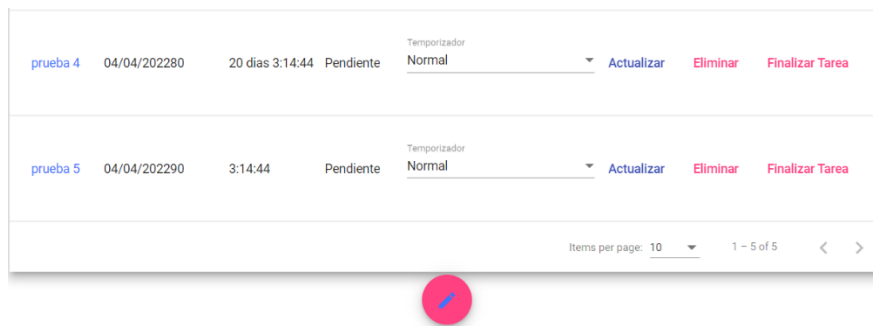 Temporizador
prueba 4 04/04/202280 20 dias 3:14:44 Pendiente Normal Actualizar Eliminar Finalizar Tarea
Temporizador
prueba 5 04/04/202290 3:14:44 Pendiente Normal Actualizar Eliminar Finalizar Tarea
Items per page: 10 1 – 5 of 5